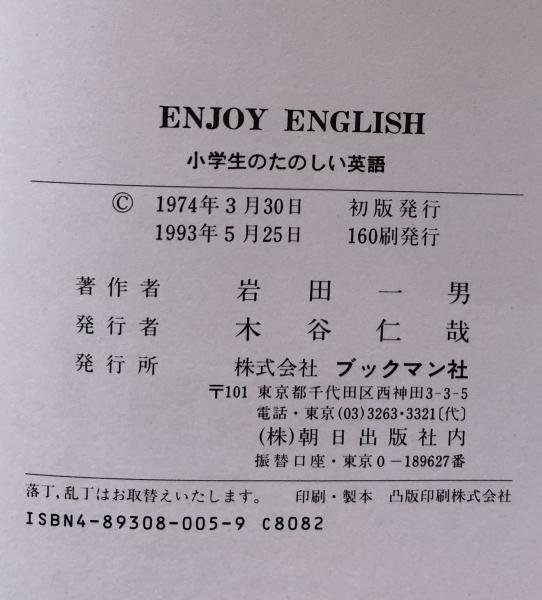 ENJOY ENGLISH
小学生のたのしい英語
© 1974年3月30日 初版発行
1993年5月25日 160刷発行
著作者 岩田一男
発行者 木谷仁哉
発行所 株式会社 ブックマン社
〒101 東京都千代田区西神田3-3-5
電話・東京(03)3263・3321〔代〕
(株)朝日出版社内
振替口座・東京0-189627番
落丁,乱丁はお取替えいたします。 印刷・製本 凸版印刷株式会社
ISBN4-89308-005-9 C8082